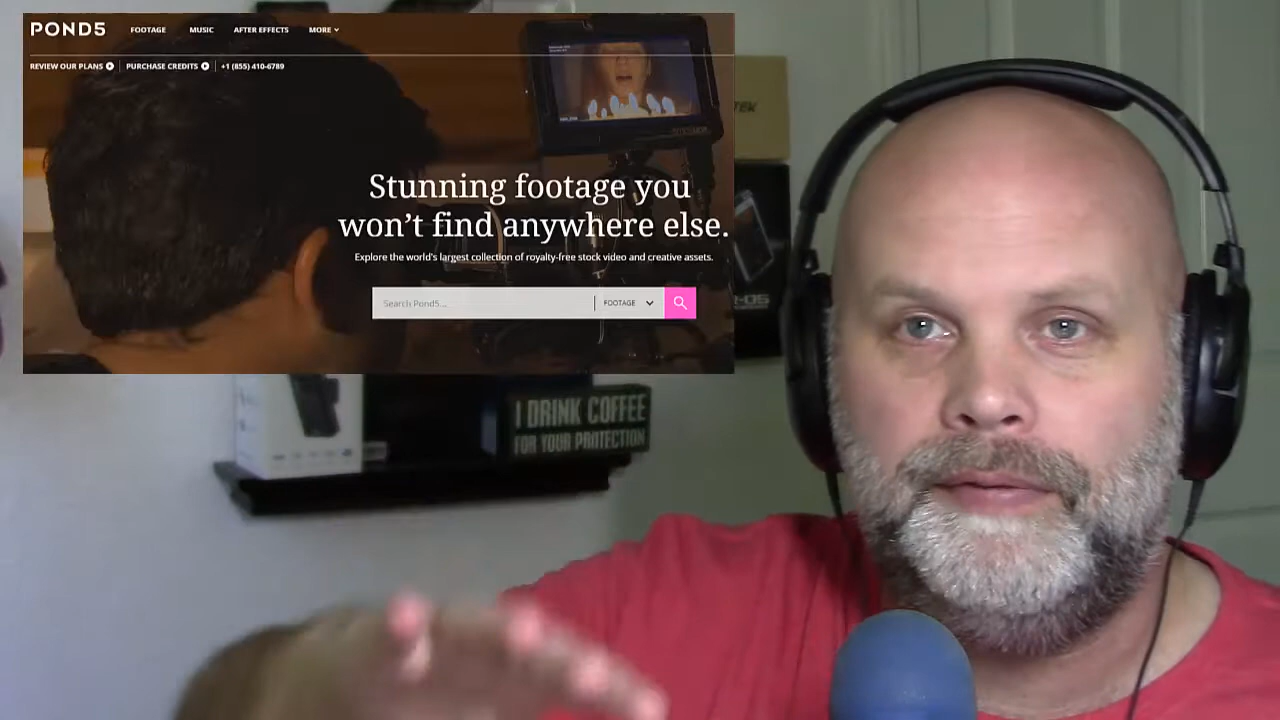 POND5
FOOTAGE MUSIC AFTER EFFECTS MORE
REVIEW OUR PLANS PURCHASE CREDITS +1 (855) 410-6789
Stunning footage you
won't find anywhere else.
Explore the world's largest collection of royalty-free stock video and creative assets.
Search Pond5... FOOTAGE
I DRINK COFFEE
FOR YOUR PROTECTION